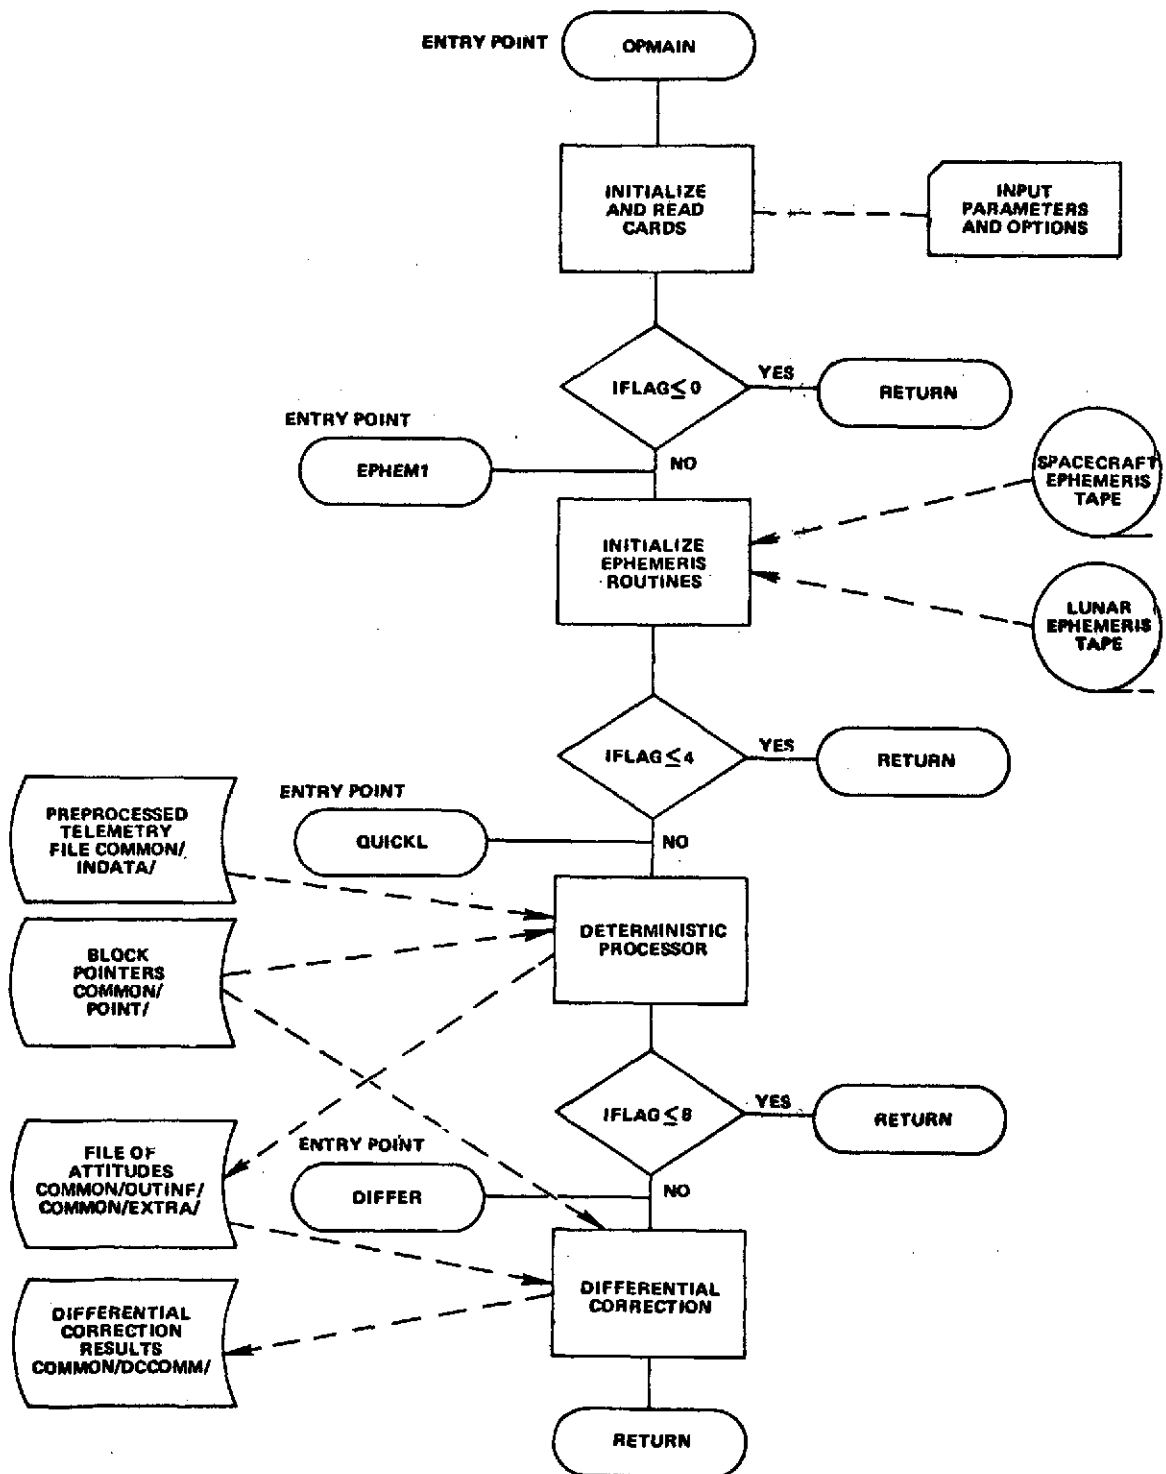 ENTRY POINT
OPMAIN
INITIALIZE
AND READ
CARDS
INPUT
PARAMETERS
AND OPTIONS
IFLAG≤0
YES
RETURN
ENTRY POINT
EPHEM1
NO
SPACECRAFT
EPHEMERIS
TAPE
INITIALIZE
EPHEMERIS
ROUTINES
LUNAR
EPHEMERIS
TAPE
IFLAG≤4
YES
RETURN
PREPROCESSED
TELEMETRY
FILE COMMON/
INDATA/
ENTRY POINT
QUICKL
NO
BLOCK
POINTERS
COMMON/
POINT/
DETERMINISTIC
PROCESSOR
IFLAG≤8
YES
RETURN
FILE OF
ATTITUDES
COMMON/OUTINF/
COMMON/EXTRA/
ENTRY POINT
DIFFER
NO
DIFFERENTIAL
CORRECTION
RESULTS
COMMON/DCCOMM/
DIFFERENTIAL
CORRECTION
RETURN